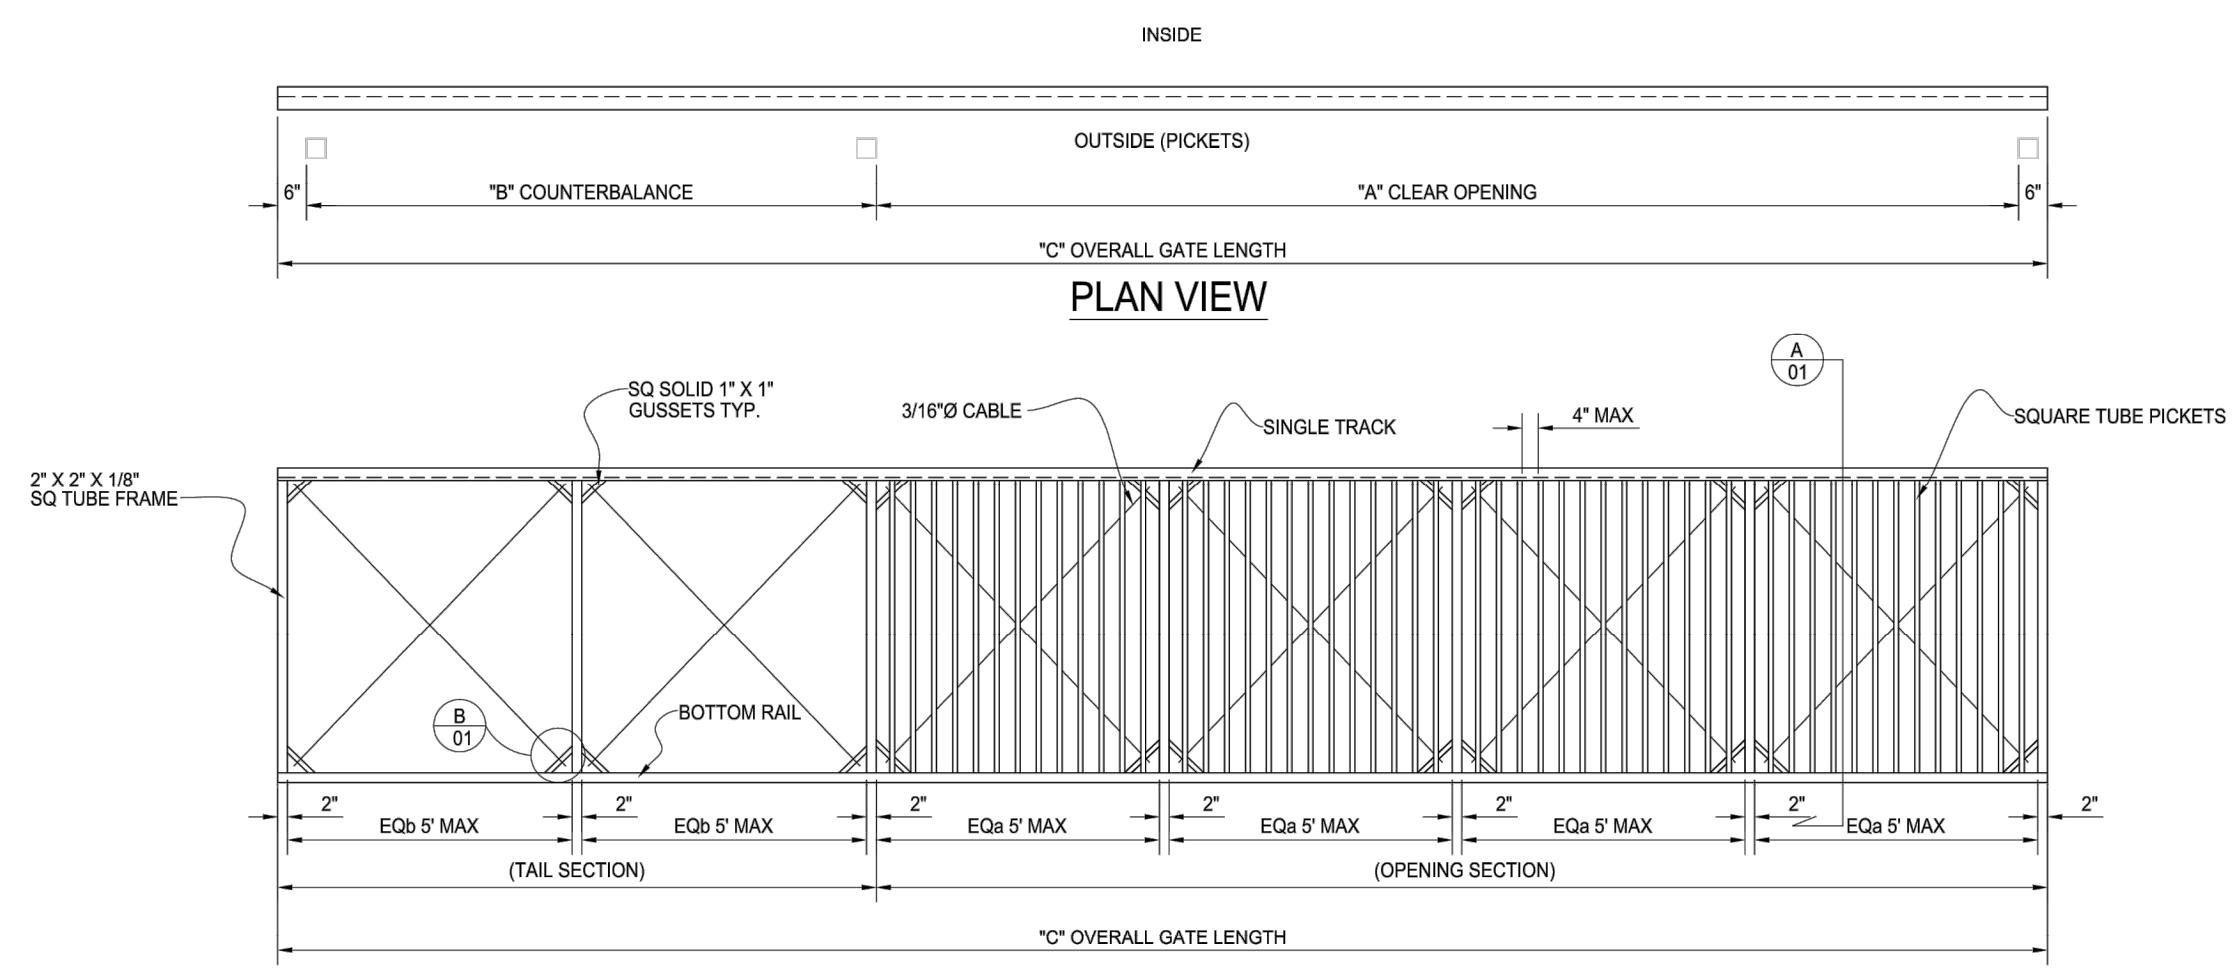 INSIDE
OUTSIDE (PICKETS)
6"
"B" COUNTERBALANCE
"A" CLEAR OPENING
6"
"C" OVERALL GATE LENGTH
PLAN VIEW
A
01
SQ SOLID 1" X 1"
GUSSETS TYP.
3/16"Ø CABLE
SINGLE TRACK
4" MAX
SQUARE TUBE PICKETS
2" X 2" X 1/8"
SQ TUBE FRAME
B
01
BOTTOM RAIL
2"
2"
2"
2"
2"
2"
2"
EQb 5' MAX
EQb 5' MAX
EQa 5' MAX
EQa 5' MAX
EQa 5' MAX
EQa 5' MAX
(TAIL SECTION)
(OPENING SECTION)
"C" OVERALL GATE LENGTH